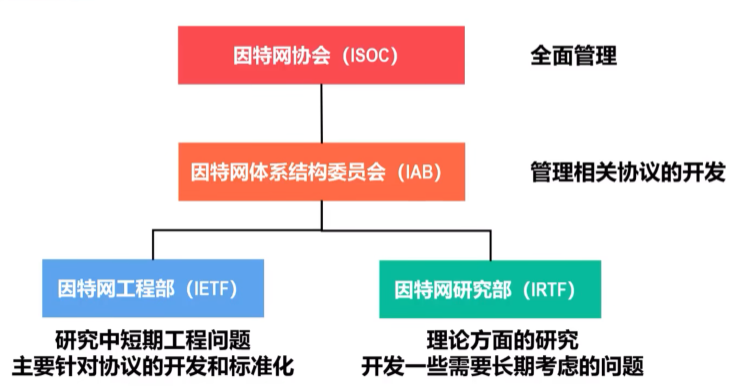 因特网协会（ISOC）
全面管理
因特网体系结构委员会（IAB）
管理相关协议的开发
因特网工程部（IETF）
因特网研究部（IRTF）
研究中短期工程问题
主要针对协议的开发和标准化
理论方面的研究
开发一些需要长期考虑的问题